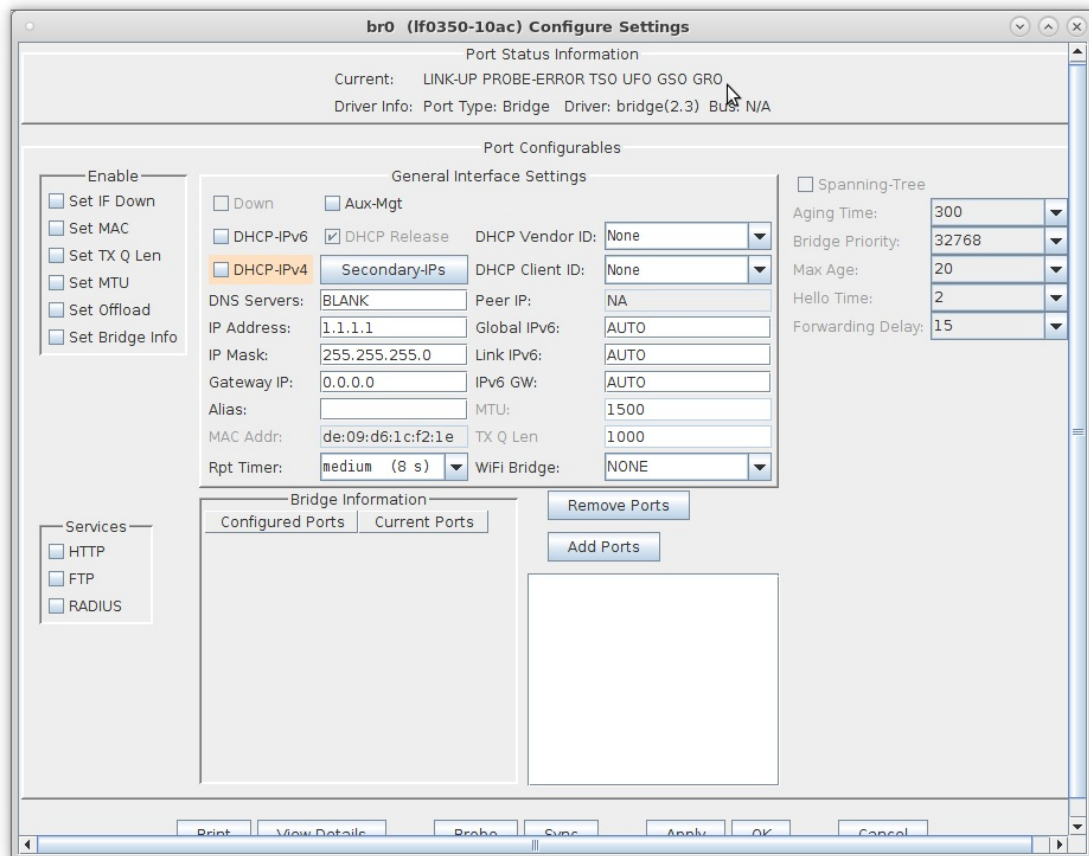 br0 (lf0350-10ac) Configure Settings
Port Status Information
Current: LINK-UP PROBE-ERROR TSO UFO GSO GRO
Driver Info: Port Type: Bridge Driver: bridge(2.3) Bus: N/A
Port Configurables
Enable
Set IF Down
Set MAC
Set TX Q Len
Set MTU
Set Offload
Set Bridge Info
General Interface Settings
Down Aux-Mgt
DHCP-IPv6 DHCP Release DHCP Vendor ID: None
DHCP-IPv4 Secondary-IPs DHCP Client ID: None
DNS Servers: BLANK Peer IP: NA
IP Address: 1.1.1.1 Global IPv6: AUTO
IP Mask: 255.255.255.0 Link IPv6: AUTO
Gateway IP: 0.0.0.0 IPv6 GW: AUTO
Alias: MTU: 1500
MAC Addr: de:09:d6:1c:f2:1e TX Q Len 1000
Rpt Timer: medium (8 s) WiFi Bridge: NONE
Spanning-Tree
Aging Time: 300
Bridge Priority: 32768
Max Age: 20
Hello Time: 2
Forwarding Delay: 15
Services
HTTP
FTP
RADIUS
Bridge Information
Configured Ports Current Ports
Remove Ports
Add Ports
Print View Details Probe Sync Apply OK Cancel